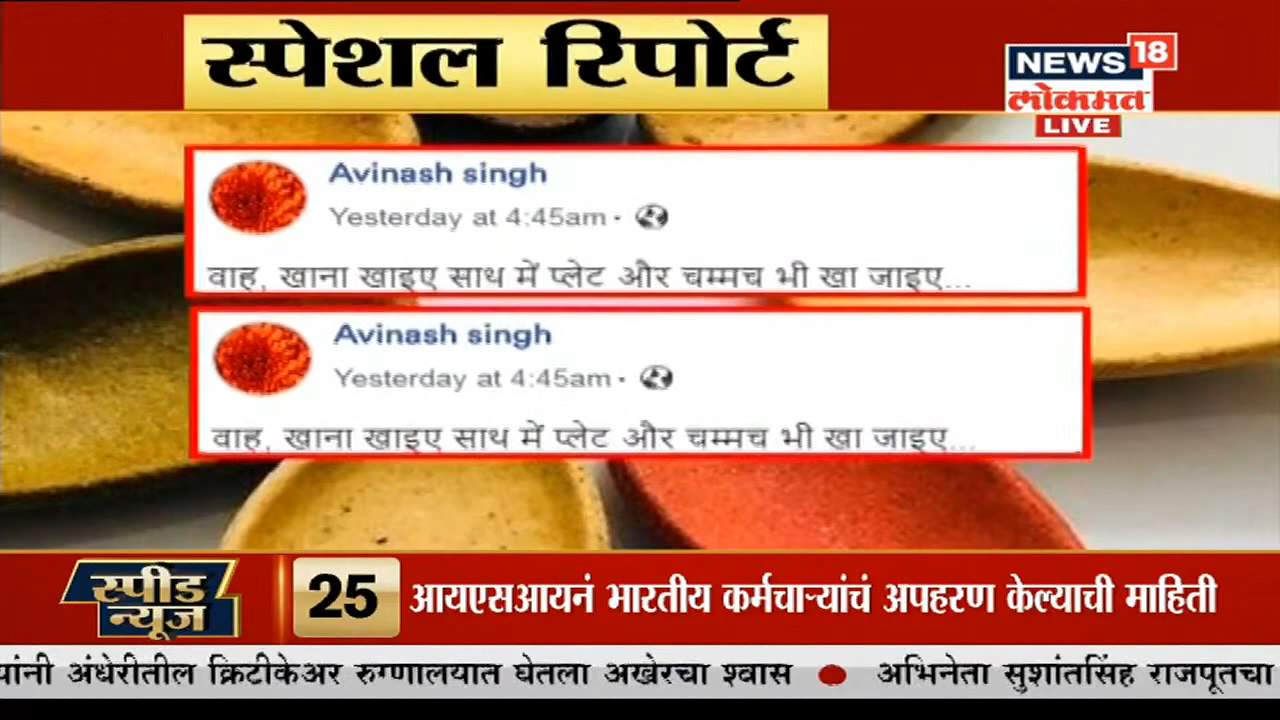 स्पेशल रिपोर्ट
NEWS 18
लोकमत
LIVE
Avinash singh
Yesterday at 4:45am ·
वाह, खाना खाइए साथ में प्लेट और चम्मच भी खा जाइए...
Avinash singh
Yesterday at 4:45am ·
वाह, खाना खाइए साथ में प्लेट और चम्मच भी खा जाइए...
स्पीड न्यूज
25 आयएसआयनं भारतीय कर्मचाऱ्यांचं अपहरण केल्याची माहिती
अंधेरीतील क्रिटीकेअर रुग्णालयात घेतला अखेरचा श्वास ● अभिनेता सुशांतसिंह राजपूतचा